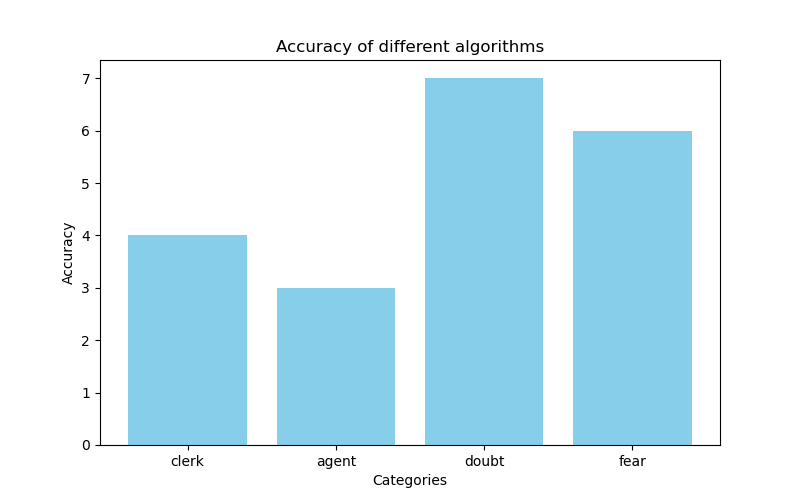 Accuracy of different algorithms
Accuracy
7
6
5
4
3
2
1
0
clerk agent doubt fear
Categories